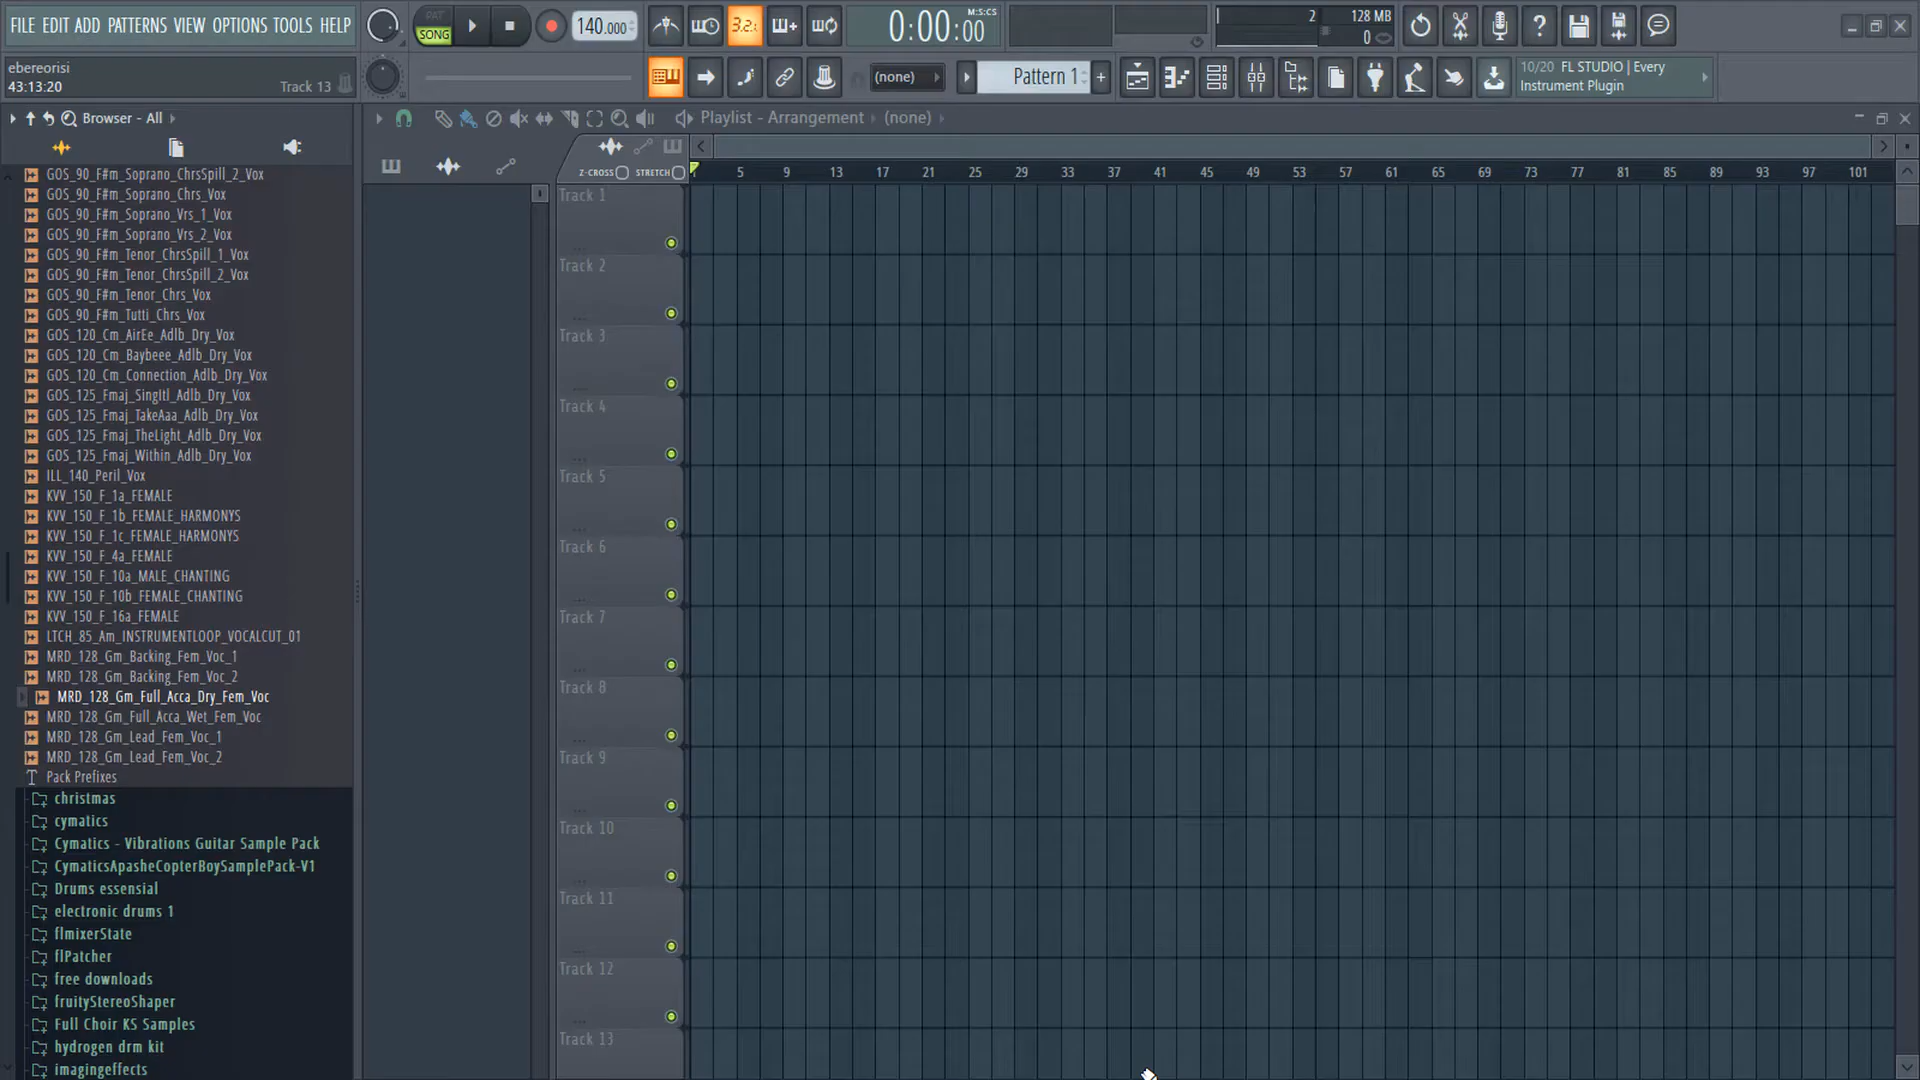 FILE EDIT ADD PATTERNS VIEW OPTIONS TOOLS HELP
PAT
SONG
140.000
3.2.
0:00:00
M:S:CS
2
128 MB
0
ebereorisi
43:13:20
Track 13
(none)
Pattern 1
10/20 FL STUDIO | Every
Instrument Plugin
Browser - All
Playlist - Arrangement
(none)
Z-CROSS
STRETCH
5 9 13 17 21 25 29 33 37 41 45 49 53 57 61 65 69 73 77 81 85 89 93 97 101
GOS_90_F#m_Soprano_ChrsSpill_2_Vox
GOS_90_F#m_Soprano_Chrs_Vox
GOS_90_F#m_Soprano_Vrs_1_Vox
GOS_90_F#m_Soprano_Vrs_2_Vox
GOS_90_F#m_Tenor_ChrsSpill_1_Vox
GOS_90_F#m_Tenor_ChrsSpill_2_Vox
GOS_90_F#m_Tenor_Chrs_Vox
GOS_90_F#m_Tutti_Chrs_Vox
GOS_120_Cm_AirEe_Adlb_Dry_Vox
GOS_120_Cm_Baybeee_Adlb_Dry_Vox
GOS_120_Cm_Connection_Adlb_Dry_Vox
GOS_125_Fmaj_SingItl_Adlb_Dry_Vox
GOS_125_Fmaj_TakeAaa_Adlb_Dry_Vox
GOS_125_Fmaj_TheLight_Adlb_Dry_Vox
GOS_125_Fmaj_Within_Adlb_Dry_Vox
ILL_140_Peril_Vox
KVV_150_F_1a_FEMALE
KVV_150_F_1b_FEMALE_HARMONYS
KVV_150_F_1c_FEMALE_HARMONYS
KVV_150_F_4a_FEMALE
KVV_150_F_10a_MALE_CHANTING
KVV_150_F_10b_FEMALE_CHANTING
KVV_150_F_16a_FEMALE
LTCH_85_Am_INSTRUMENTLOOP_VOCALCUT_01
MRD_128_Gm_Backing_Fem_Voc_1
MRD_128_Gm_Backing_Fem_Voc_2
MRD_128_Gm_Full_Acca_Dry_Fem_Voc
MRD_128_Gm_Full_Acca_Wet_Fem_Voc
MRD_128_Gm_Lead_Fem_Voc_1
MRD_128_Gm_Lead_Fem_Voc_2
Pack Prefixes
christmas
cymatics
Cymatics - Vibrations Guitar Sample Pack
CymaticsApasheCopterBoySamplePack-V1
Drums essensial
electronic drums 1
flmixerState
flPatcher
free downloads
fruityStereoShaper
Full Choir KS Samples
hydrogen drm kit
imagingeffects
Track 1
Track 2
Track 3
Track 4
Track 5
Track 6
Track 7
Track 8
Track 9
Track 10
Track 11
Track 12
Track 13